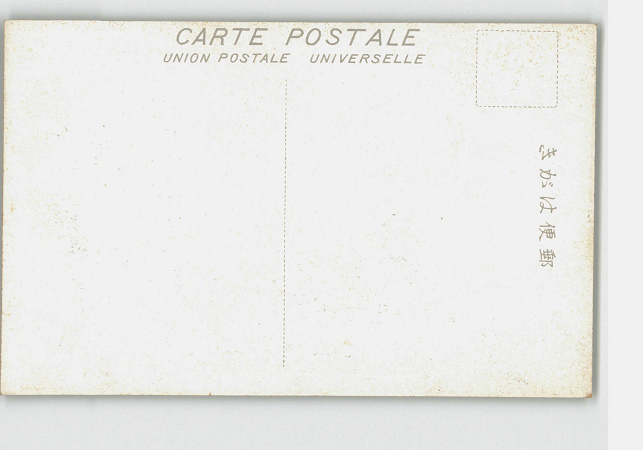 CARTE POSTALE
UNION POSTALE UNIVERSELLE
きがは便郵